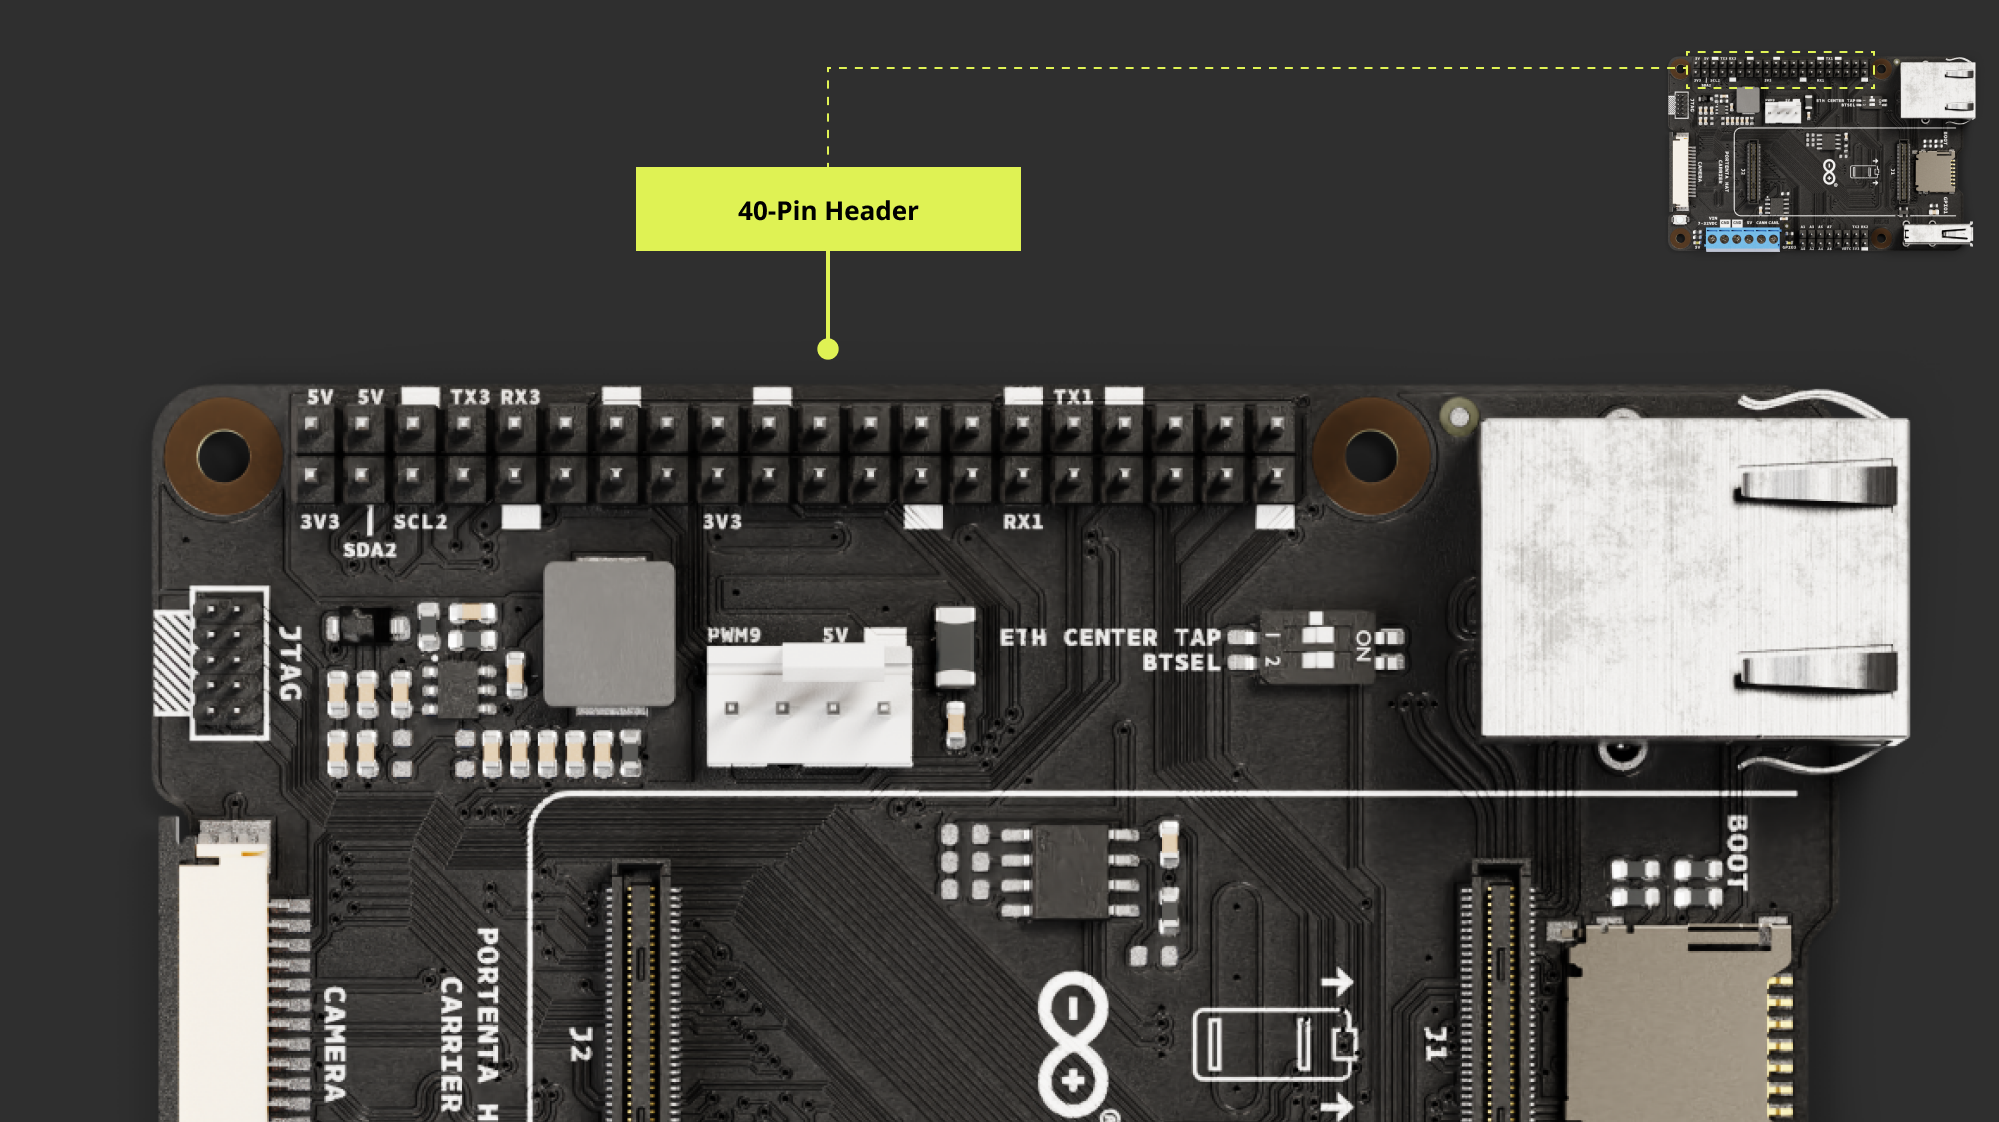 40-Pin Header
5V 5V TX3 RX3 TX1
3V3 SCL2 3V3 RX1
SDA2
JTAG
PWM9 5V
ETH CENTER TAP
BTSEL
1
2
ON
BOOT
CAMERA
PORTENTA H
CARRIER
J2
J1